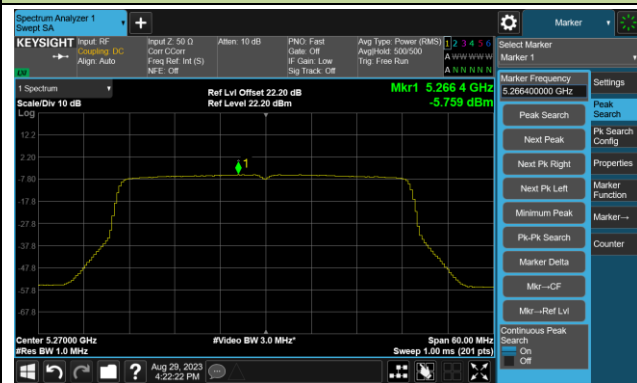 Spectrum Analyzer 1
Swept SA
+
Marker
KEYSIGHT
Input: RF
Coupling: DC
Align: Auto
Input Z: 50 Ω
Corr CCorr
Freq Ref: Int (S)
NFE: Off
Atten: 10 dB
PNO: Fast
Gate: Off
IF Gain: Low
Sig Track: Off
Avg Type: Power (RMS)
Avg|Hold: 500/500
Trig: Free Run
1 2 3 4 5 6
A W W W W W
A N N N N N
Select Marker
Marker 1
1 Spectrum
Scale/Div 10 dB
Log
Ref Lvl Offset 22.20 dB
Ref Level 22.20 dBm
Mkr1 5.266 4 GHz
-5.759 dBm
12.2
2.20
-7.80
-17.8
-27.8
-37.8
-47.8
-57.8
-67.8
1
Center 5.27000 GHz
#Res BW 1.0 MHz
#Video BW 3.0 MHz*
Span 60.00 MHz
Sweep 1.00 ms (201 pts)
Marker Frequency
5.266400000 GHz
Peak Search
Next Peak
Next Pk Right
Next Pk Left
Minimum Peak
Pk-Pk Search
Marker Delta
Mkr→CF
Mkr→Ref Lvl
Continuous Peak
Search
On
Off
Settings
Peak
Search
Pk Search
Config
Properties
Marker
Function
Marker→
Counter
?
Aug 29, 2023
4:22:22 PM